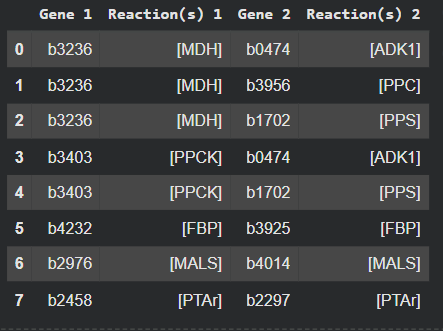 Gene 1 Reaction(s) 1 Gene 2 Reaction(s) 2
0 b3236 [MDH] b0474 [ADK1]
1 b3236 [MDH] b3956 [PPC]
2 b3236 [MDH] b1702 [PPS]
3 b3403 [PPCK] b0474 [ADK1]
4 b3403 [PPCK] b1702 [PPS]
5 b4232 [FBP] b3925 [FBP]
6 b2976 [MALS] b4014 [MALS]
7 b2458 [PTAr] b2297 [PTAr]